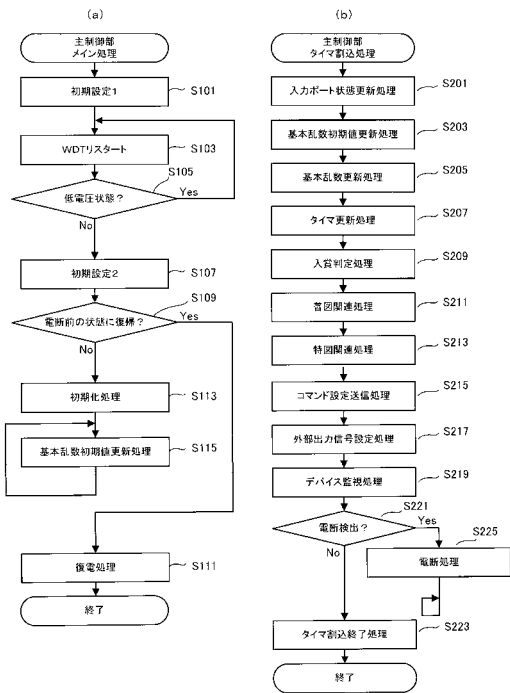 (a)
主制御部
メイン処理
初期設定1
S101
WDTリスタート
S103
S105
低電圧状態?
Yes
No
初期設定2
S107
S109
電断前の状態に復帰?
Yes
No
初期化処理
S113
基本乱数初期値更新処理
S115
復電処理
S111
終了
(b)
主制御部
タイマ割込処理
入力ポート状態更新処理
S201
基本乱数初期値更新処理
S203
基本乱数更新処理
S205
タイマ更新処理
S207
入賞判定処理
S209
普図関連処理
S211
特図関連処理
S213
コマンド設定送信処理
S215
外部出力信号設定処理
S217
デバイス監視処理
S219
S221
電断検出?
Yes
S225
電断処理
No
タイマ割込終了処理
S223
終了